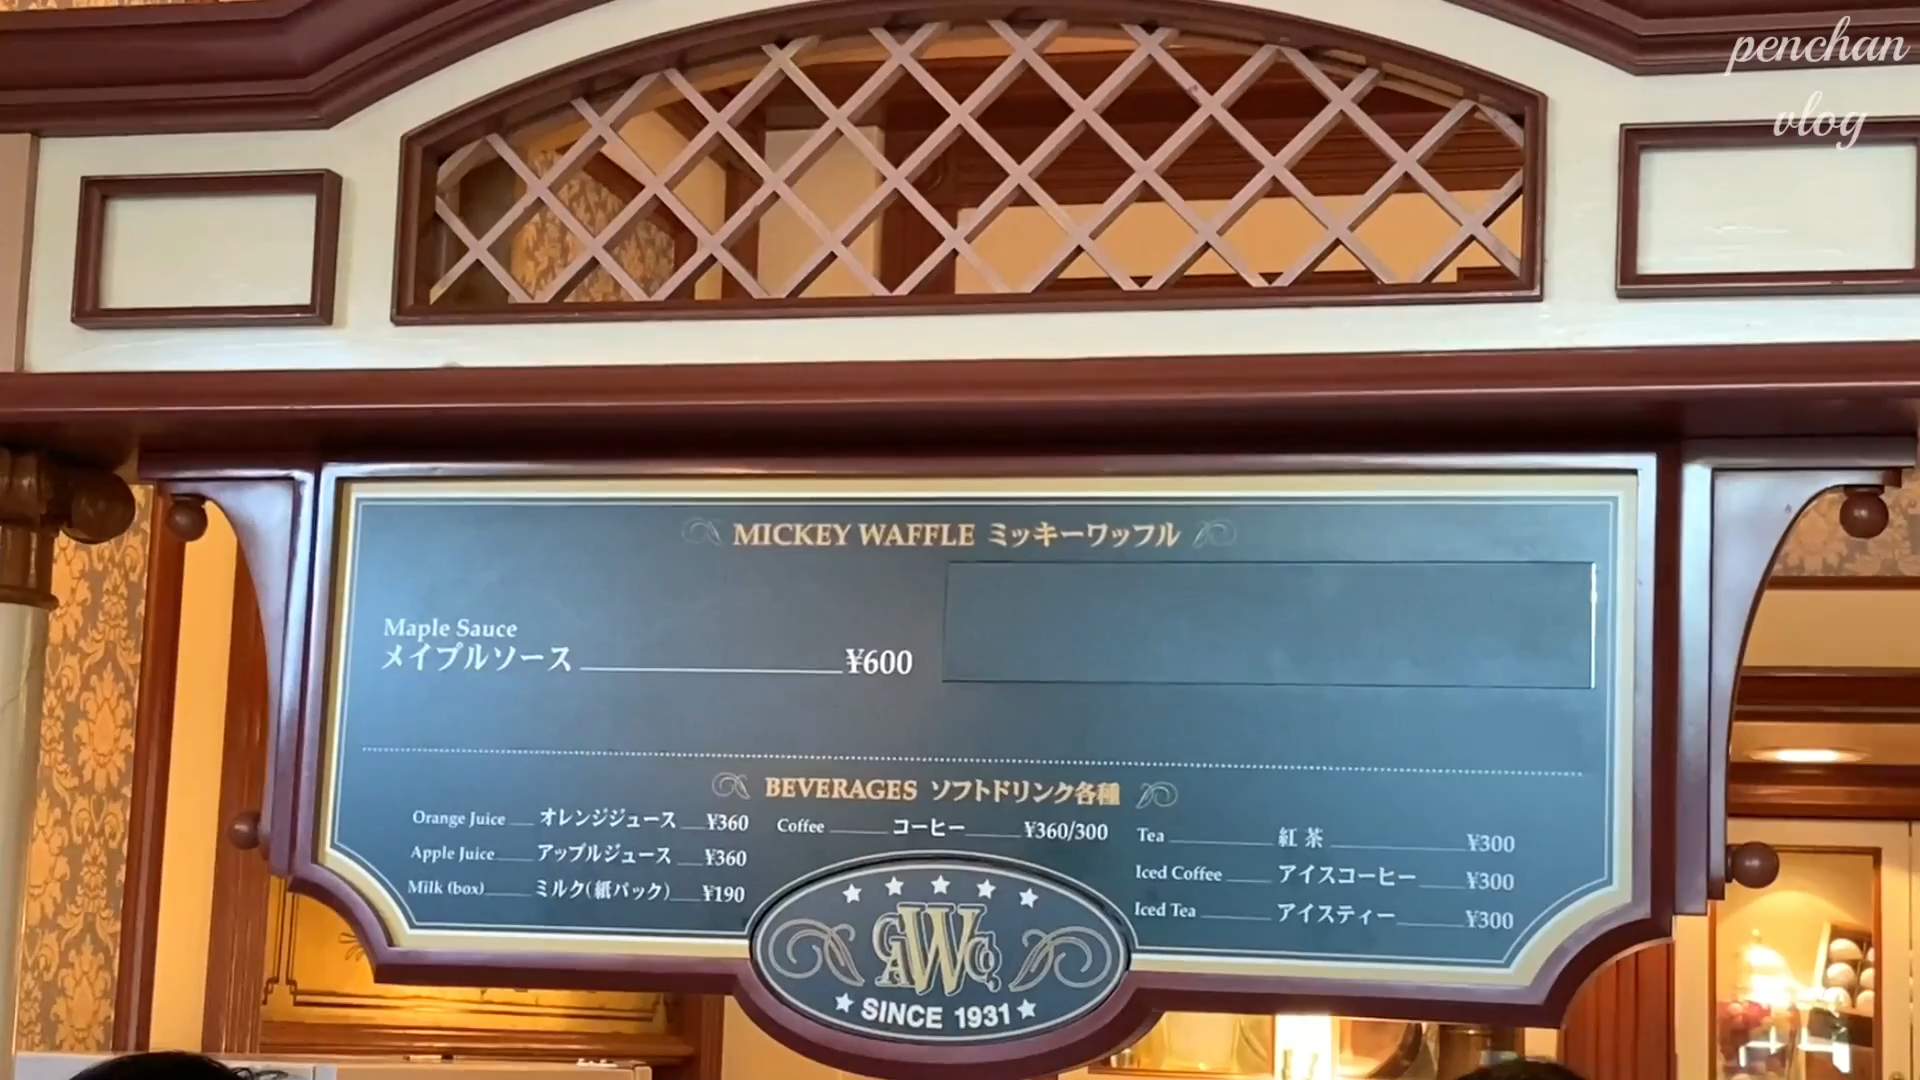 penchan
vlog
MICKEY WAFFLE ミッキーワッフル
Maple Sauce
メイプルソース ¥600
BEVERAGES ソフトドリンク各種
Orange Juice オレンジジュース ¥360
Apple Juice アップルジュース ¥360
Milk (box) ミルク(紙パック) ¥190
Coffee コーヒー ¥360/300
Tea 紅茶 ¥300
Iced Coffee アイスコーヒー ¥300
Iced Tea アイスティー ¥300
SINCE 1931